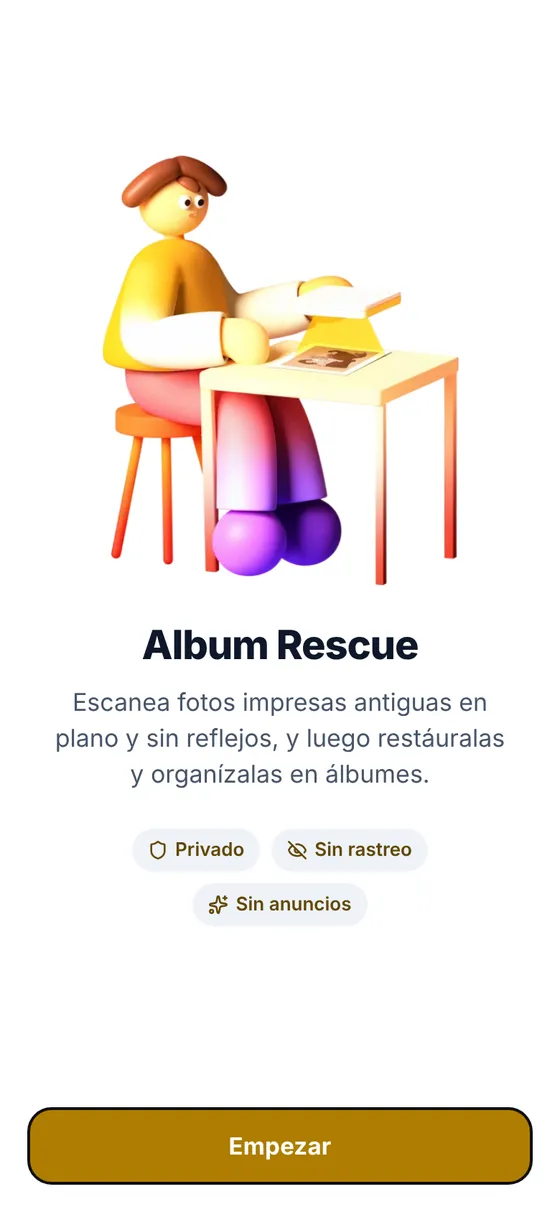 Album Rescue
Escanea fotos impresas antiguas en
plano y sin reflejos, y luego restáuralas
y organízalas en álbumes.
Privado
Sin rastreo
Sin anuncios
Empezar